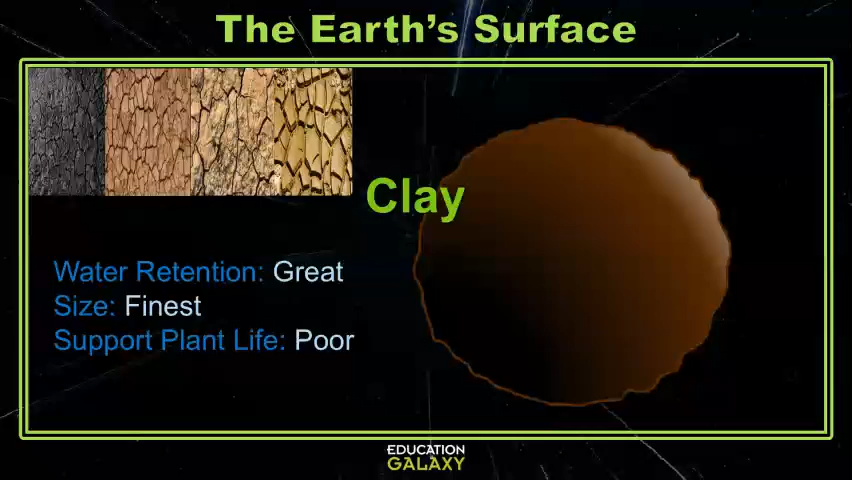 The Earth's Surface
Clay
Water Retention: Great
Size: Finest
Support Plant Life: Poor
EDUCATION
GALAXY